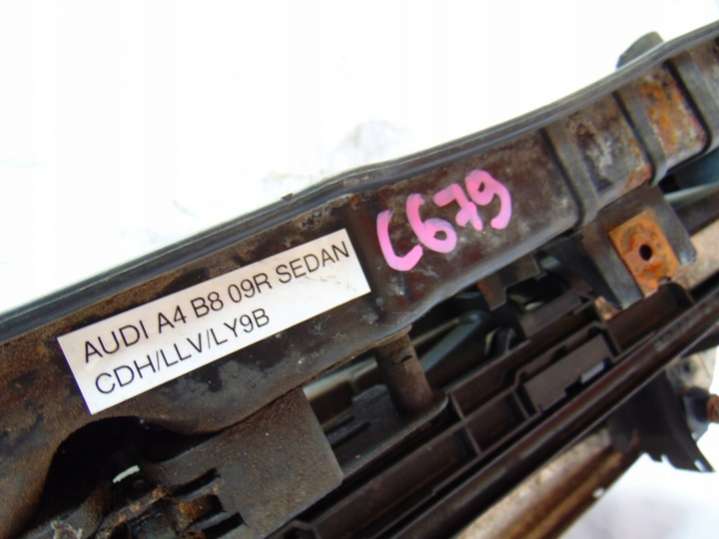 L679
AUDI A4 B8 09R SEDAN
CDH/LLV/LY9B